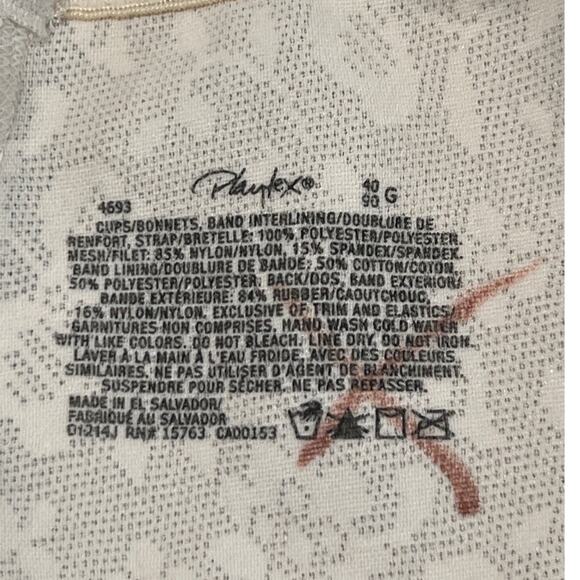 Playtex®
4693
40
90 G
CUPS/BONNETS, BAND INTERLINING/DOUBLURE DE
RENFORT, STRAP/BRETELLE: 100% POLYESTER/POLYESTER.
MESH/FILET: 85% NYLON/NYLON, 15% SPANDEX/SPANDEX.
BAND LINING/DOUBLURE DE BANDE: 50% COTTON/COTON,
50% POLYESTER/POLYESTER BACK/DOS, BAND EXTERIOR/
BANDE EXTÉRIEURE: 84% RUBBER/CAOUTCHOUC,
16% NYLON/NYLON. EXCLUSIVE OF TRIM AND ELASTICS/
GARNITURES NON COMPRISES. HAND WASH COLD WATER
WITH LIKE COLORS. DO NOT BLEACH. LINE DRY. DO NOT IRON.
LAVER À LA MAIN À L'EAU FROIDE, AVEC DES COULEURS
SIMILAIRES, NE PAS UTILISER D'AGENT DE BLANCHIMENT.
SUSPENDRE POUR SÉCHER, NE PAS REPASSER.
MADE IN EL SALVADOR/
FABRIQUÉ AU SALVADOR
D1214J RN# 15763 CA00153